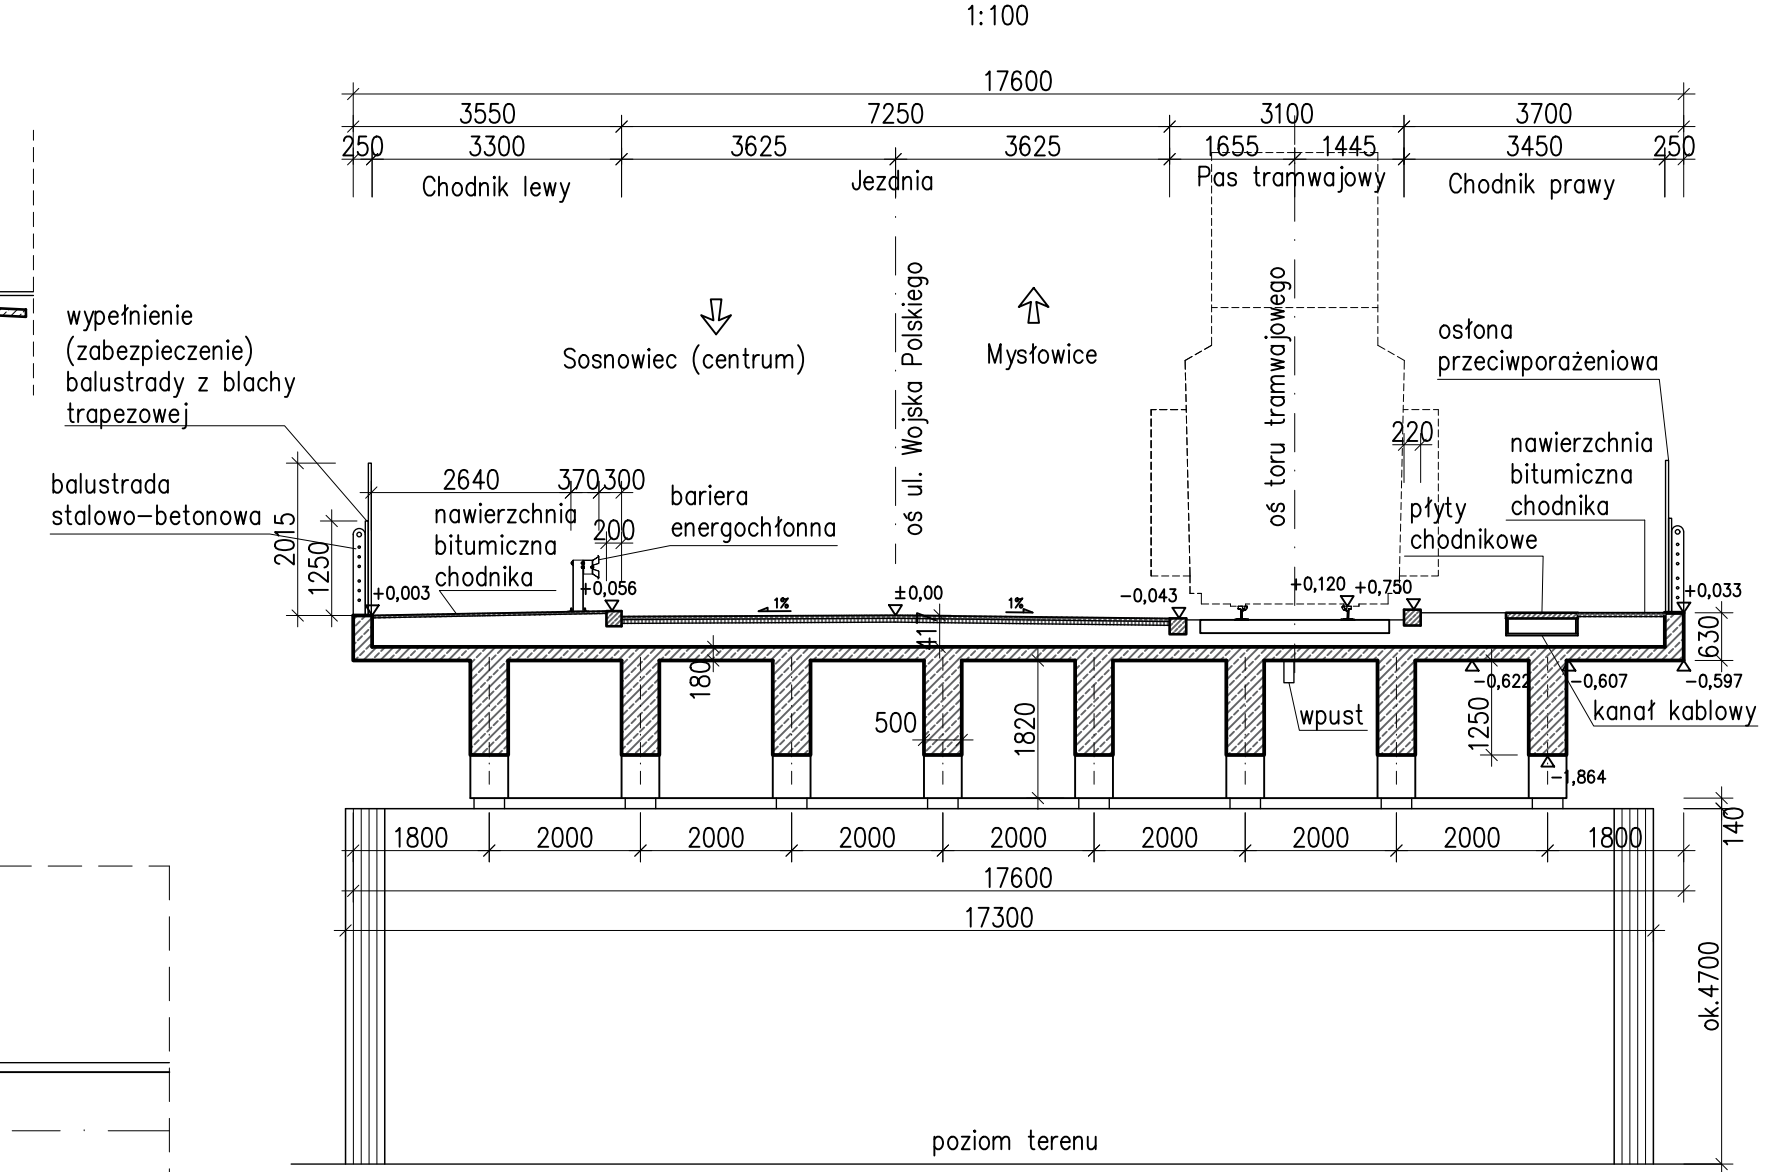 1:100
17600
3550 7250 3100 3700
250 3300 3625 3625 1655 1445 3450 250
Chodnik lewy Jezdnia Pas tramwajowy Chodnik prawy
oś ul. Wojska Polskiego
oś toru tramwajowego
Sosnowiec (centrum)
Mysłowice
wypełnienie
(zabezpieczenie)
balustrady z blachy
trapezowej
balustrada
stalowo-betonowa
osłona
przeciwporażeniowa
220
nawierzchnia
bitumiczna
chodnika
płyty
chodnikowe
2640 370 300
200
nawierzchnia
bitumiczna
chodnika
bariera
energochłonna
2015
1250
+0,003 +0,056 1% ±0,00 1% -0,043 +0,120 +0,750 +0,033
41
180
630
-0,622 -0,607 -0,597
500
1820
wpust
1250
kanał kablowy
-1,864
140
1800 2000 2000 2000 2000 2000 2000 2000 1800
17600
17300
ok.4700
poziom terenu